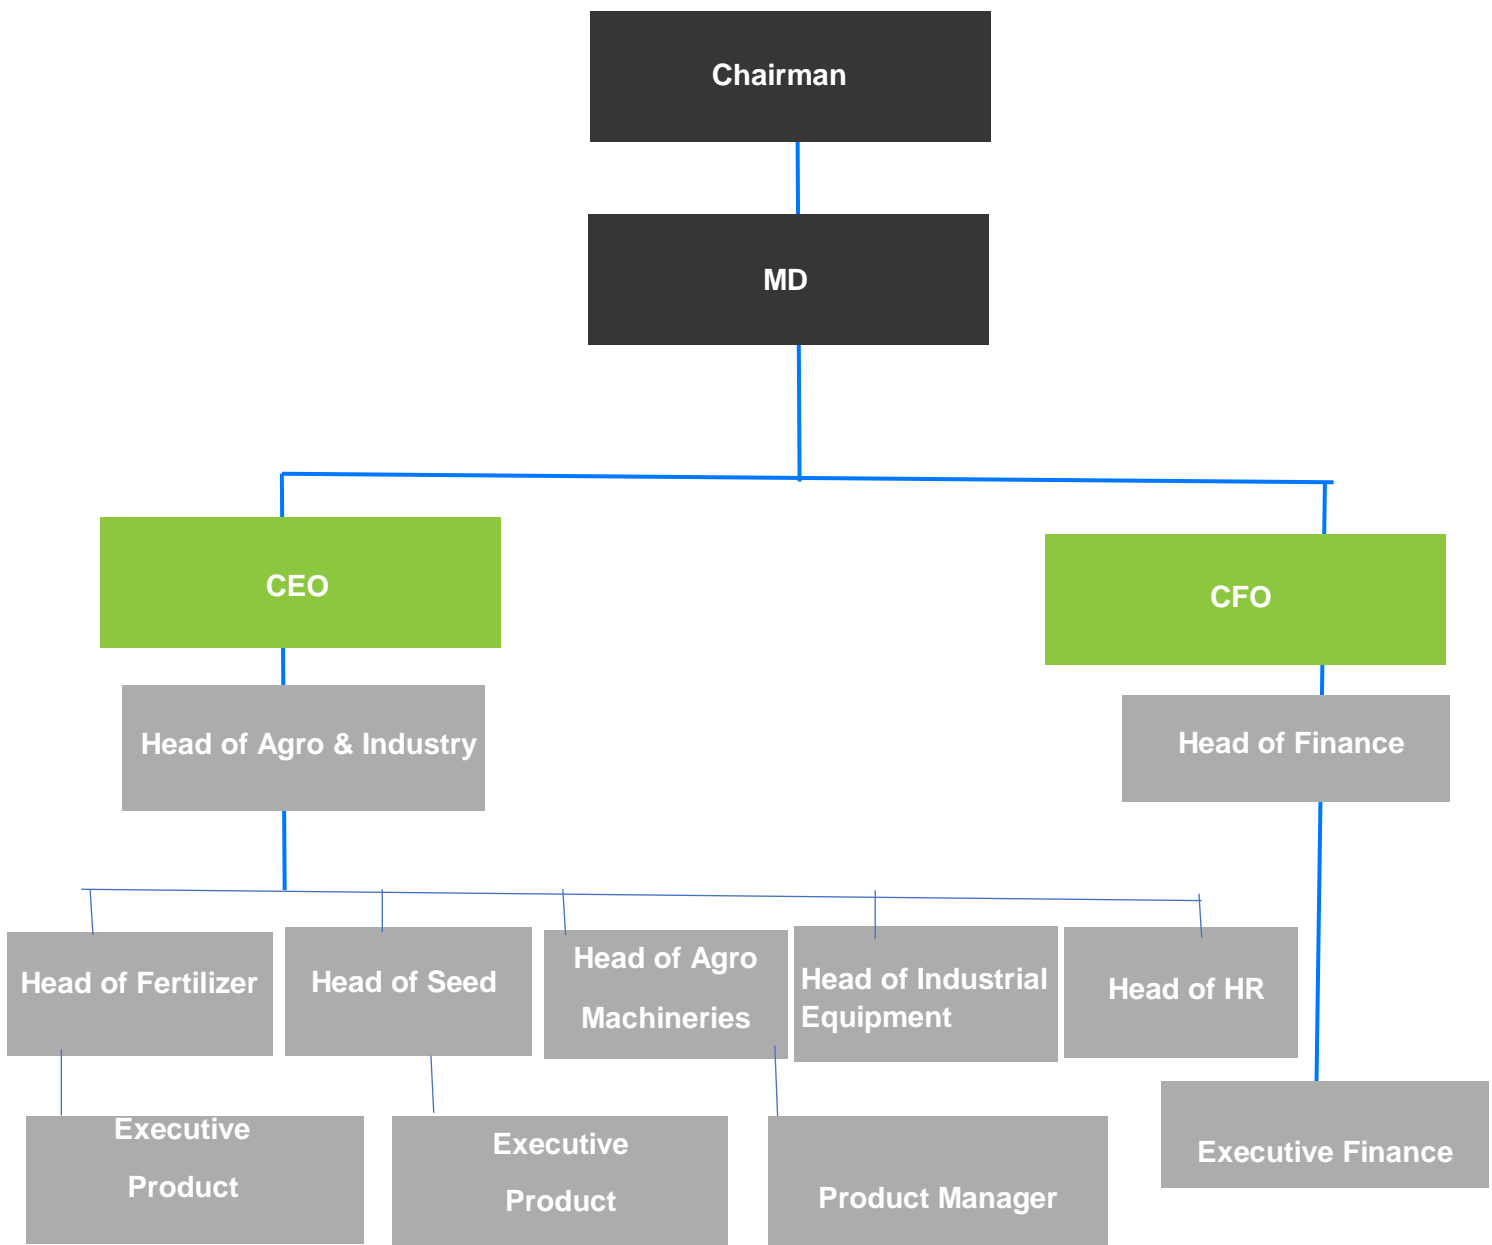 Chairman
MD
CEO
CFO
Head of Agro & Industry
Head of Finance
Head of Fertilizer
Head of Seed
Head of Agro
Machineries
Head of Industrial
Equipment
Head of HR
Executive
Product
Executive
Product
Product Manager
Executive Finance